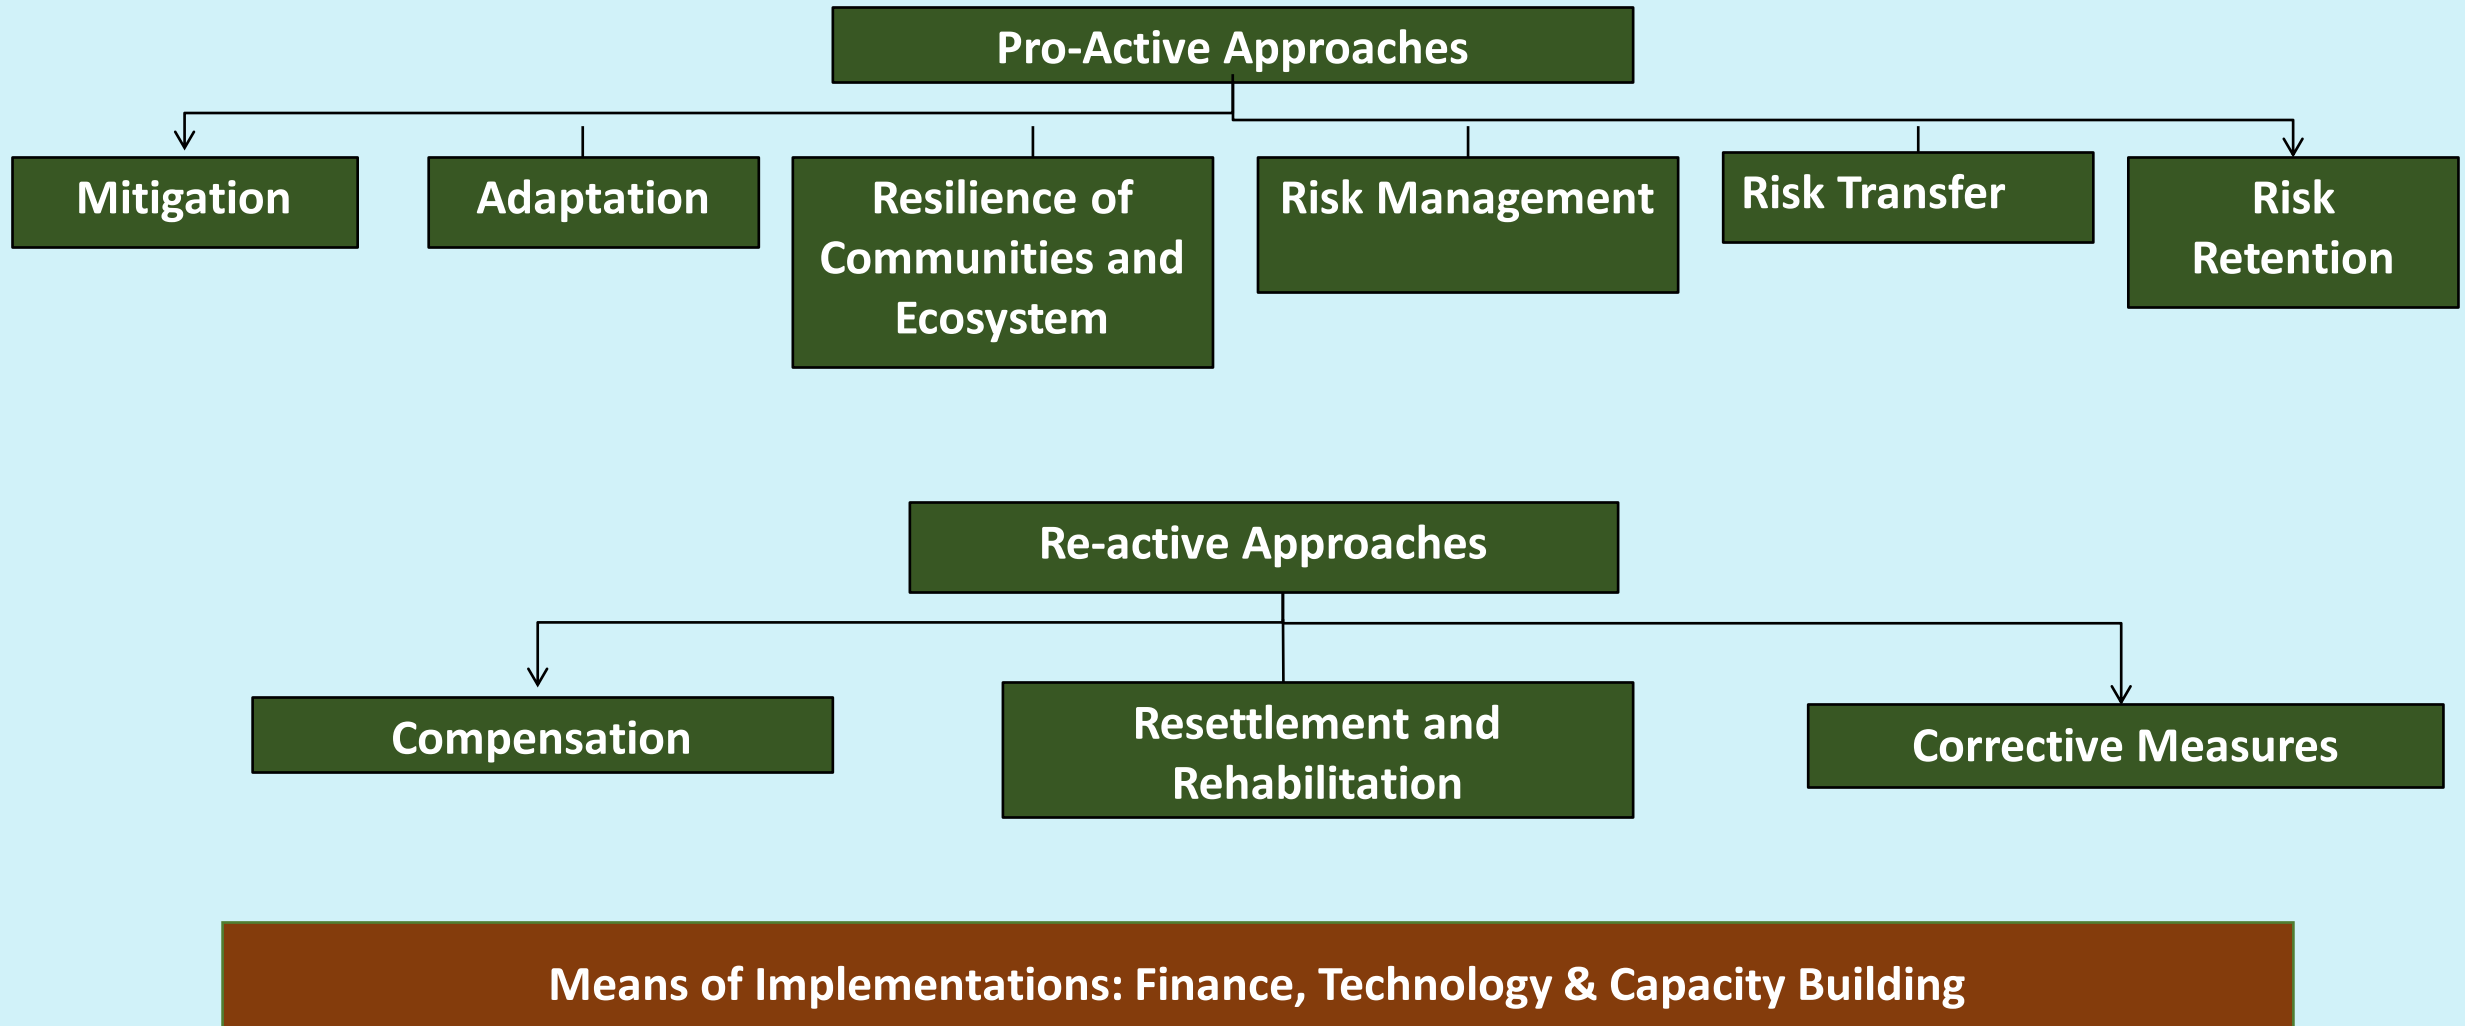 Pro-Active Approaches
Mitigation
Adaptation
Resilience of
Communities and
Ecosystem
Risk Management
Risk Transfer
Risk
Retention
Re-active Approaches
Compensation
Resettlement and
Rehabilitation
Corrective Measures
Means of Implementations: Finance, Technology & Capacity Building